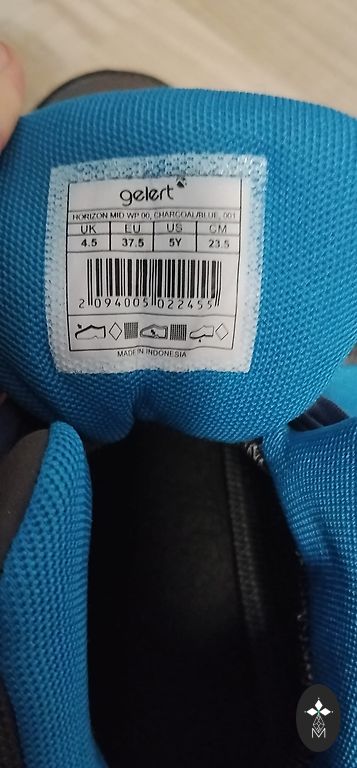 gelert
HORIZON MID WP 00, CHARCOAL/BLUE, 001
UK EU US CM
4.5 37.5 5Y 23.5
2 094005 022455
MADE IN INDONESIA
M